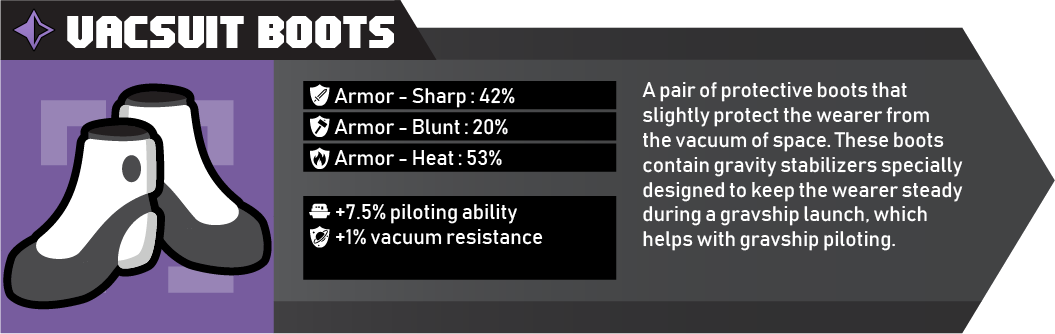 VACSUIT BOOTS
Armor - Sharp : 42%
Armor - Blunt : 20%
Armor - Heat : 53%
+7.5% piloting ability
+1% vacuum resistance
A pair of protective boots that
slightly protect the wearer from
the vacuum of space. These boots
contain gravity stabilizers specially
designed to keep the wearer steady
during a gravship launch, which
helps with gravship piloting.